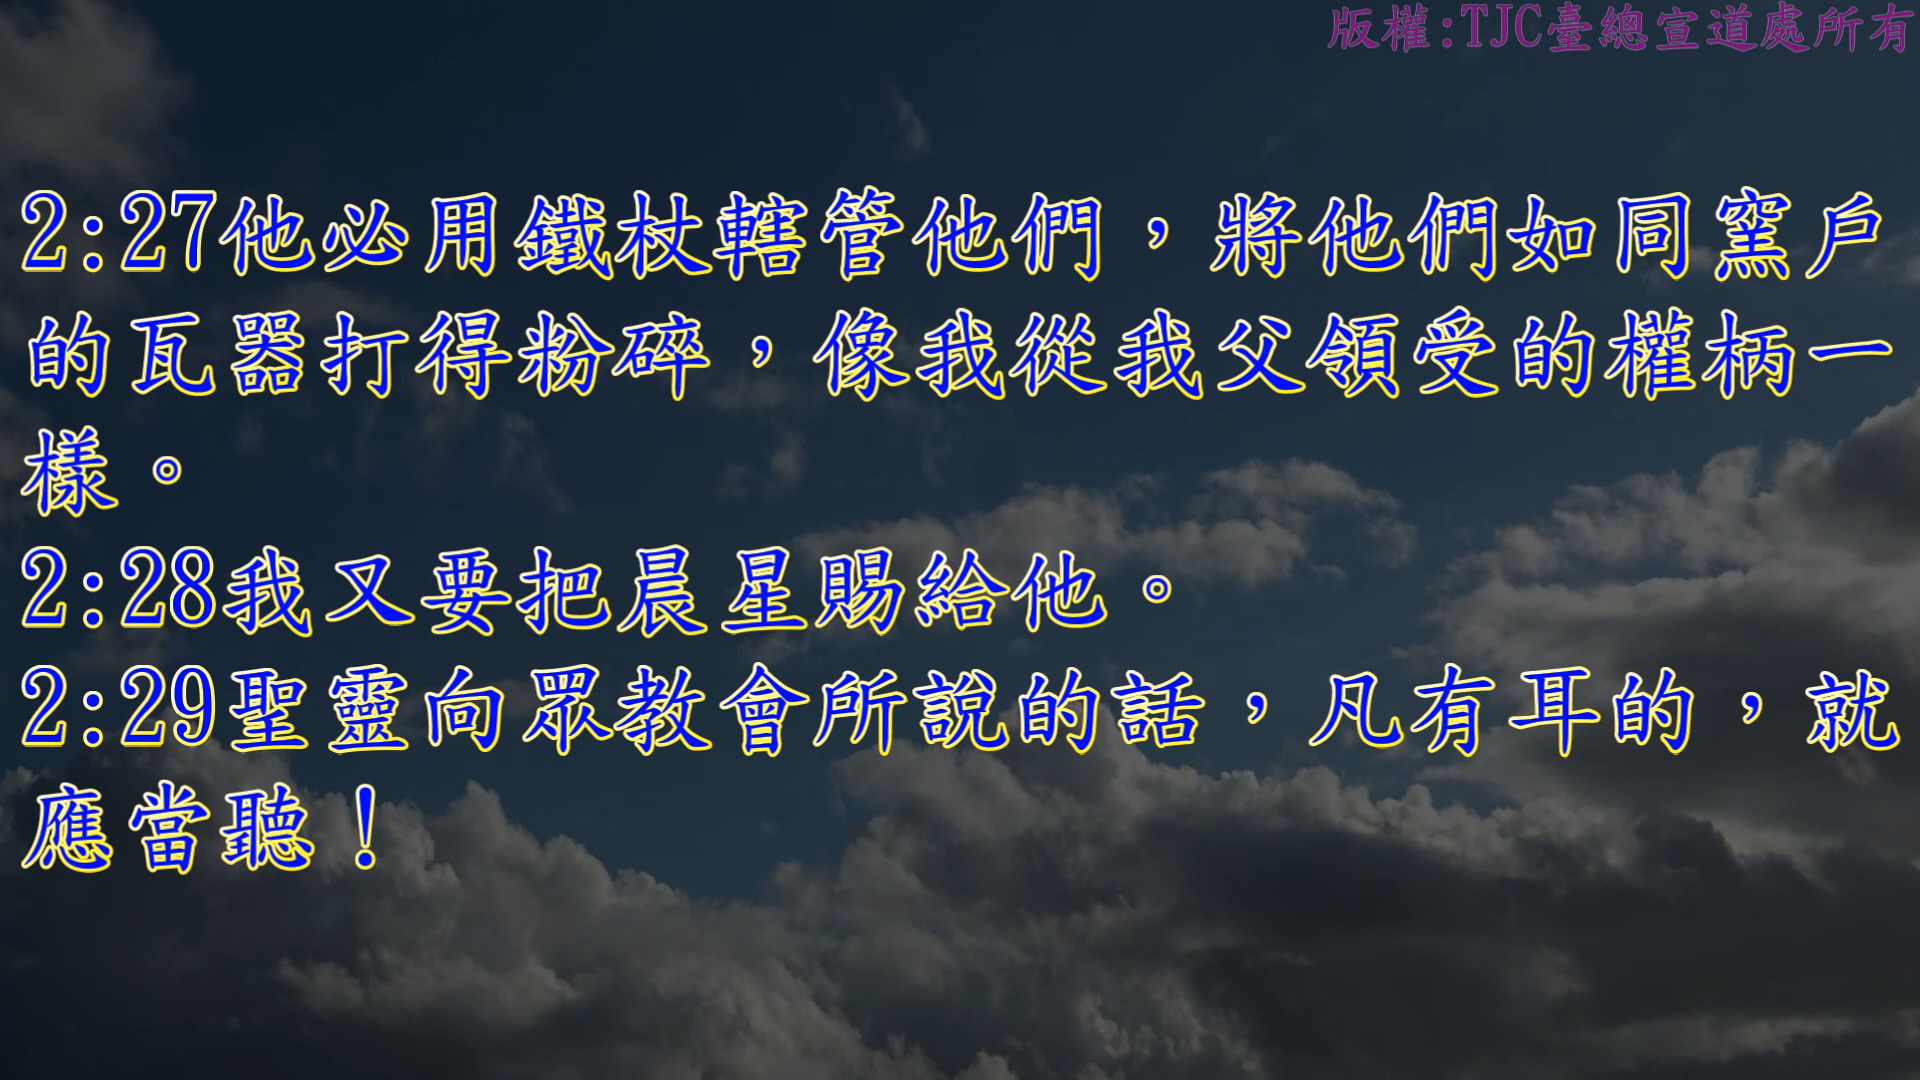 版權:TJC臺總宣道處所有
2:27他必用鐵杖轄管他們，將他們如同窯戶
的瓦器打得粉碎，像我從我父領受的權柄一
樣。
2:28我又要把晨星賜給他。
2:29聖靈向眾教會所說的話，凡有耳的，就
應當聽！